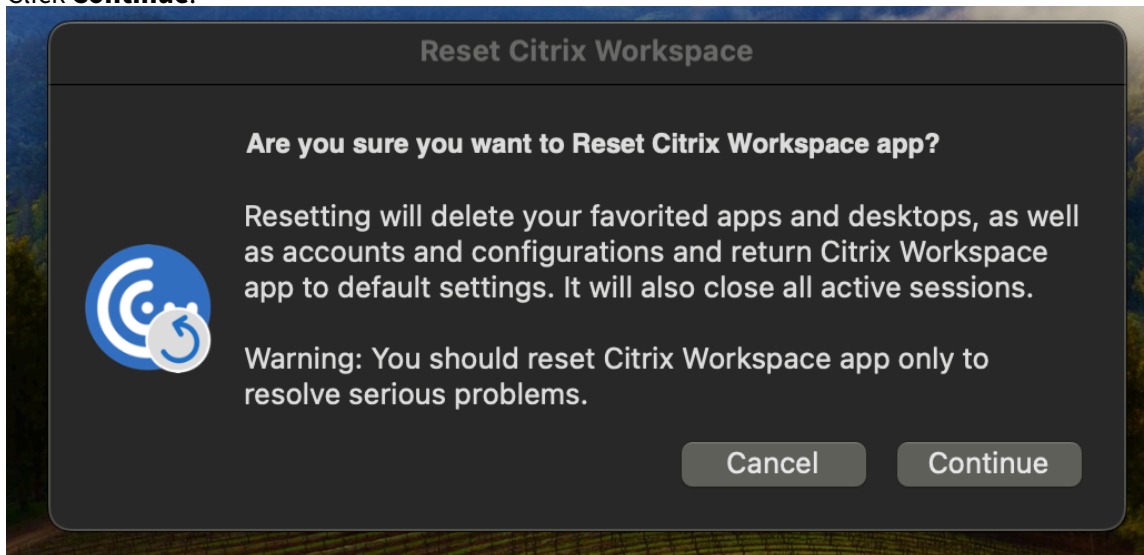 Click Continue.
Reset Citrix Workspace
Are you sure you want to Reset Citrix Workspace app?
Resetting will delete your favorited apps and desktops, as well
as accounts and configurations and return Citrix Workspace
app to default settings. It will also close all active sessions.
Warning: You should reset Citrix Workspace app only to
resolve serious problems.
Cancel Continue